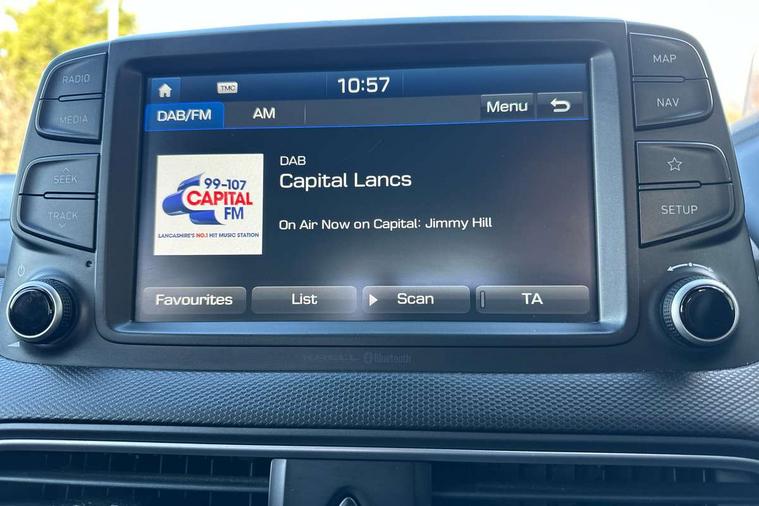 RADIO
MEDIA
SEEK
TRACK
TMC
10:57
DAB/FM
AM
Menu
99-107
CAPITAL
FM
LANCASHIRE'S NO.1 HIT MUSIC STATION
DAB
Capital Lancs
On Air Now on Capital: Jimmy Hill
Favourites
List
Scan
TA
MAP
NAV
SETUP
KRELL Bluetooth